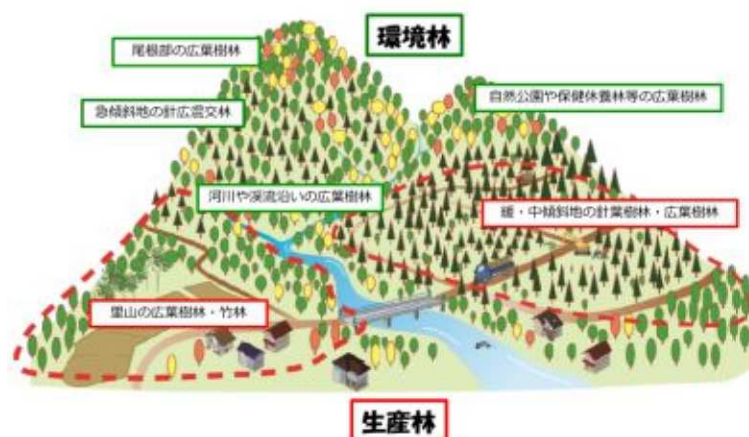 環境林
尾根部の広葉樹林
自然公園や保健休養林等の広葉樹林
急傾斜地の針広混交林
河川や渓流沿いの広葉樹林
緩・中傾斜地の針葉樹林・広葉樹林
里山の広葉樹林・竹林
生産林